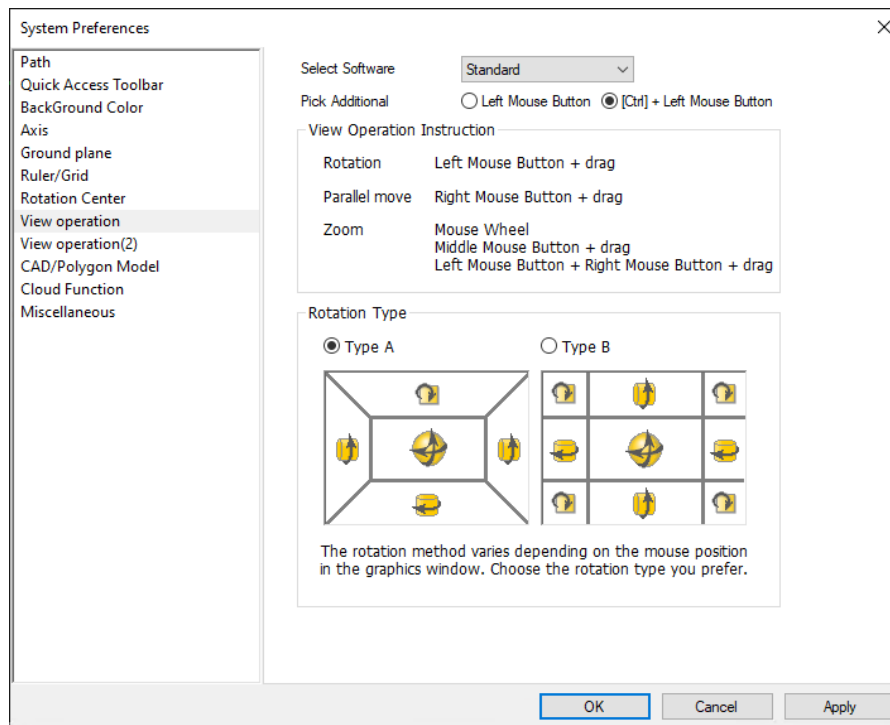 System Preferences
Path
Quick Access Toolbar
BackGround Color
Axis
Ground plane
Ruler/Grid
Rotation Center
View operation
View operation(2)
CAD/Polygon Model
Cloud Function
Miscellaneous
Select Software Standard
Pick Additional Left Mouse Button [Ctrl] + Left Mouse Button
View Operation Instruction
Rotation Left Mouse Button + drag
Parallel move Right Mouse Button + drag
Zoom Mouse Wheel
Middle Mouse Button + drag
Left Mouse Button + Right Mouse Button + drag
Rotation Type
Type A Type B
The rotation method varies depending on the mouse position
in the graphics window. Choose the rotation type you prefer.
OK Cancel Apply